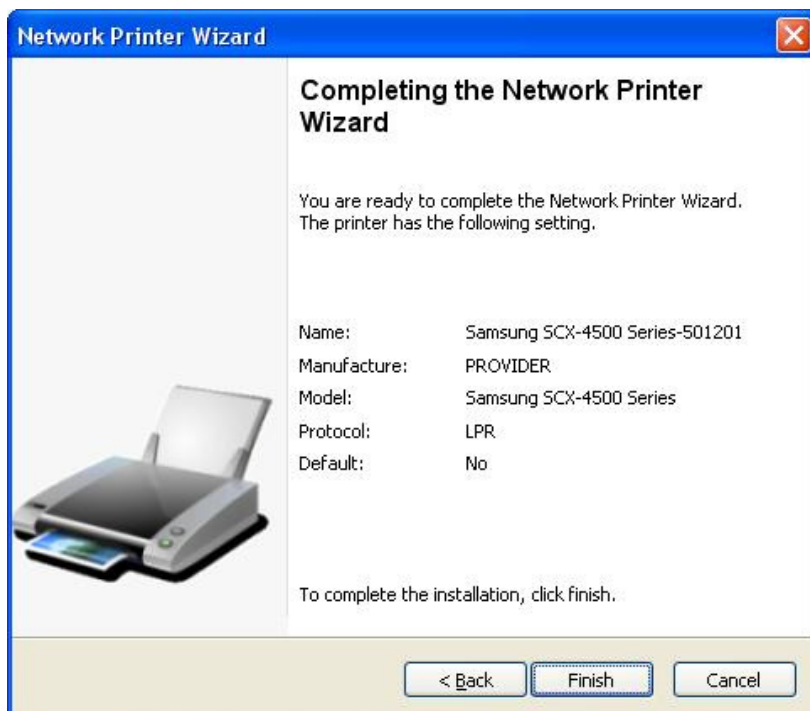 Network Printer Wizard
Completing the Network Printer
Wizard
You are ready to complete the Network Printer Wizard.
The printer has the following setting.
Name: Samsung SCX-4500 Series-501201
Manufacture: PROVIDER
Model: Samsung SCX-4500 Series
Protocol: LPR
Default: No
To complete the installation, click finish.
< Back Finish Cancel